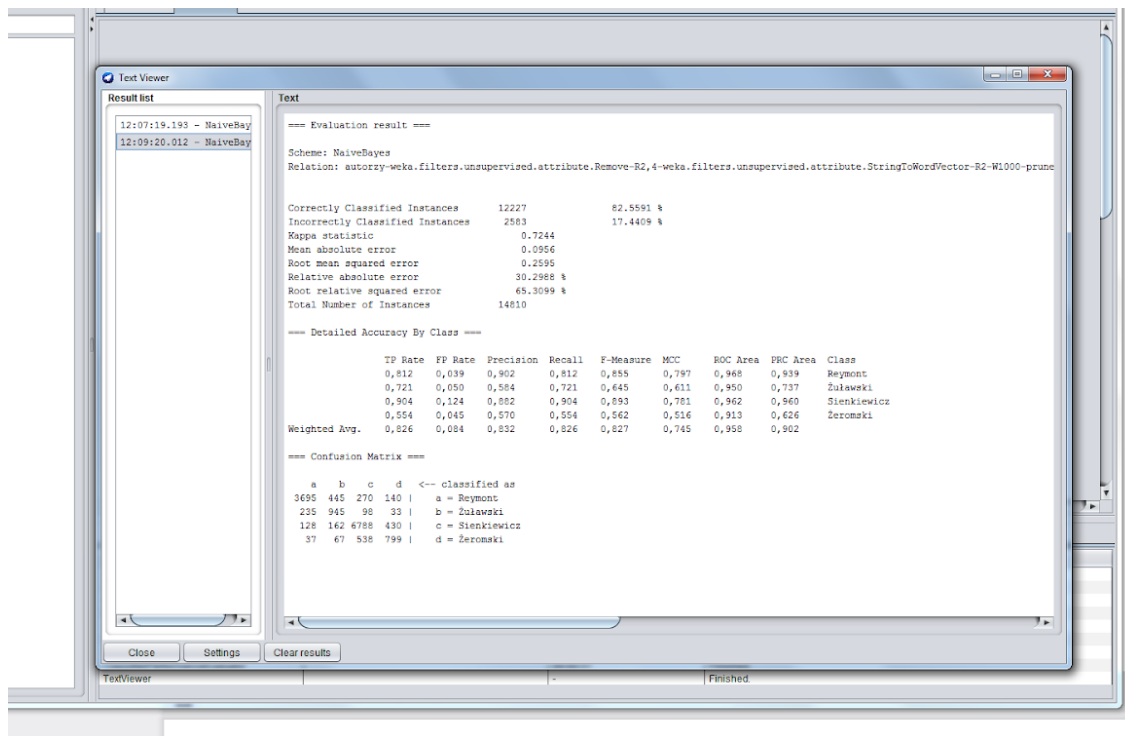 Text Viewer
Result list
Text
12:07:19.193 - NaiveBay
12:09:20.012 - NaiveBay
=== Evaluation result ===
Scheme: NaiveBayes
Relation: autorzy-weka.filters.unsupervised.attribute.Remove-R2,4-weka.filters.unsupervised.attribute.StringToWordVector-R2-W1000-prune
Correctly Classified Instances 12227 82.5591 %
Incorrectly Classified Instances 2583 17.4409 %
Kappa statistic 0.7244
Mean absolute error 0.0956
Root mean squared error 0.2595
Relative absolute error 30.2988 %
Root relative squared error 65.3099 %
Total Number of Instances 14810
=== Detailed Accuracy By Class ===
TP Rate FP Rate Precision Recall F-Measure MCC ROC Area PRC Area Class
0,812 0,039 0,902 0,812 0,855 0,797 0,968 0,939 Reymont
0,721 0,050 0,584 0,721 0,645 0,611 0,950 0,737 Żuławski
0,904 0,124 0,882 0,904 0,893 0,781 0,962 0,960 Sienkiewicz
0,554 0,045 0,570 0,554 0,562 0,516 0,913 0,626 Żeromski
Weighted Avg. 0,826 0,084 0,832 0,826 0,827 0,745 0,958 0,902
=== Confusion Matrix ===
a b c d <-- classified as
3695 445 270 140 | a = Reymont
235 945 98 33 | b = Żuławski
128 162 6788 430 | c = Sienkiewicz
37 67 538 799 | d = Żeromski
Close Settings Clear results
TextViewer - Finished.